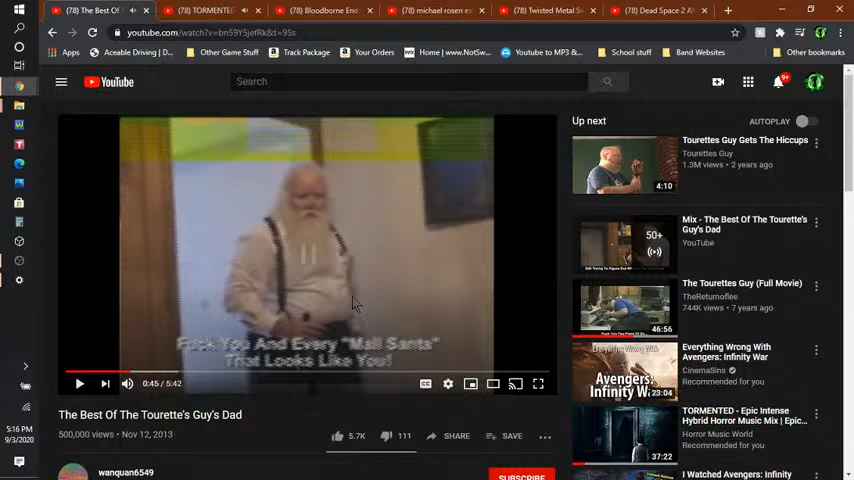 (78) The Best Of
(78) TORMENTED
(78) Bloodborne End
(78) michael rosen ex
(78) Twisted Metal S
(78) Dead Space 2 A
youtube.com/watch?v=bn59Y5jefRk&t=95s
Apps
Aceable Driving | D...
Other Game Stuff
Track Package
Your Orders
Home | www.NotSw...
Youtube to MP3 &...
School stuff
Band Websites
Other bookmarks
YouTube
Search
9+
Fuck You And Every "Mall Santa"
That Looks Like You!
0:45 / 5:42
CC
The Best Of The Tourette's Guy's Dad
500,000 views • Nov 12, 2013
5.7K
111
SHARE
SAVE
wanquan6549
SUBSCRIBE
Up next
AUTOPLAY
4:10
Tourettes Guy Gets The Hiccups
Tourettes Guy
1.3M views • 2 years ago
50+
Mix - The Best Of The Tourette's
Guy's Dad
YouTube
46:56
The Tourettes Guy (Full Movie)
TheReturnoflee
744K views • 7 years ago
Everything Wrong With
Avengers: Infinity
23:04
Everything Wrong With
Avengers: Infinity War
CinemaSins
Recommended for you
37:22
TORMENTED - Epic Intense
Hybrid Horror Music Mix | Epic...
Horror Music World
Recommended for you
I Watched Avengers: Infinity
5:16 PM
9/3/2020